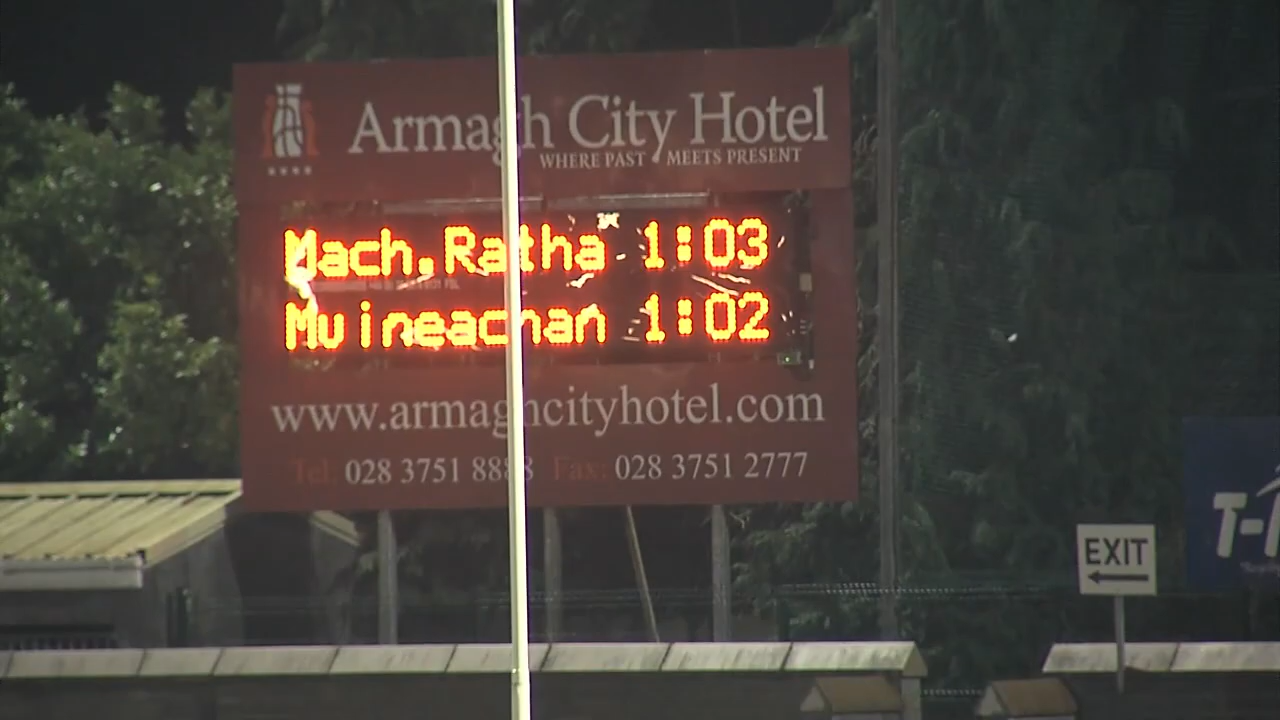 Armagh City Hotel
WHERE PAST MEETS PRESENT
Mach.Ratha 1:03
Muineachan 1:02
www.armaghcityhotel.com
Tel: 028 3751 8888 Fax: 028 3751 2777
EXIT
T-